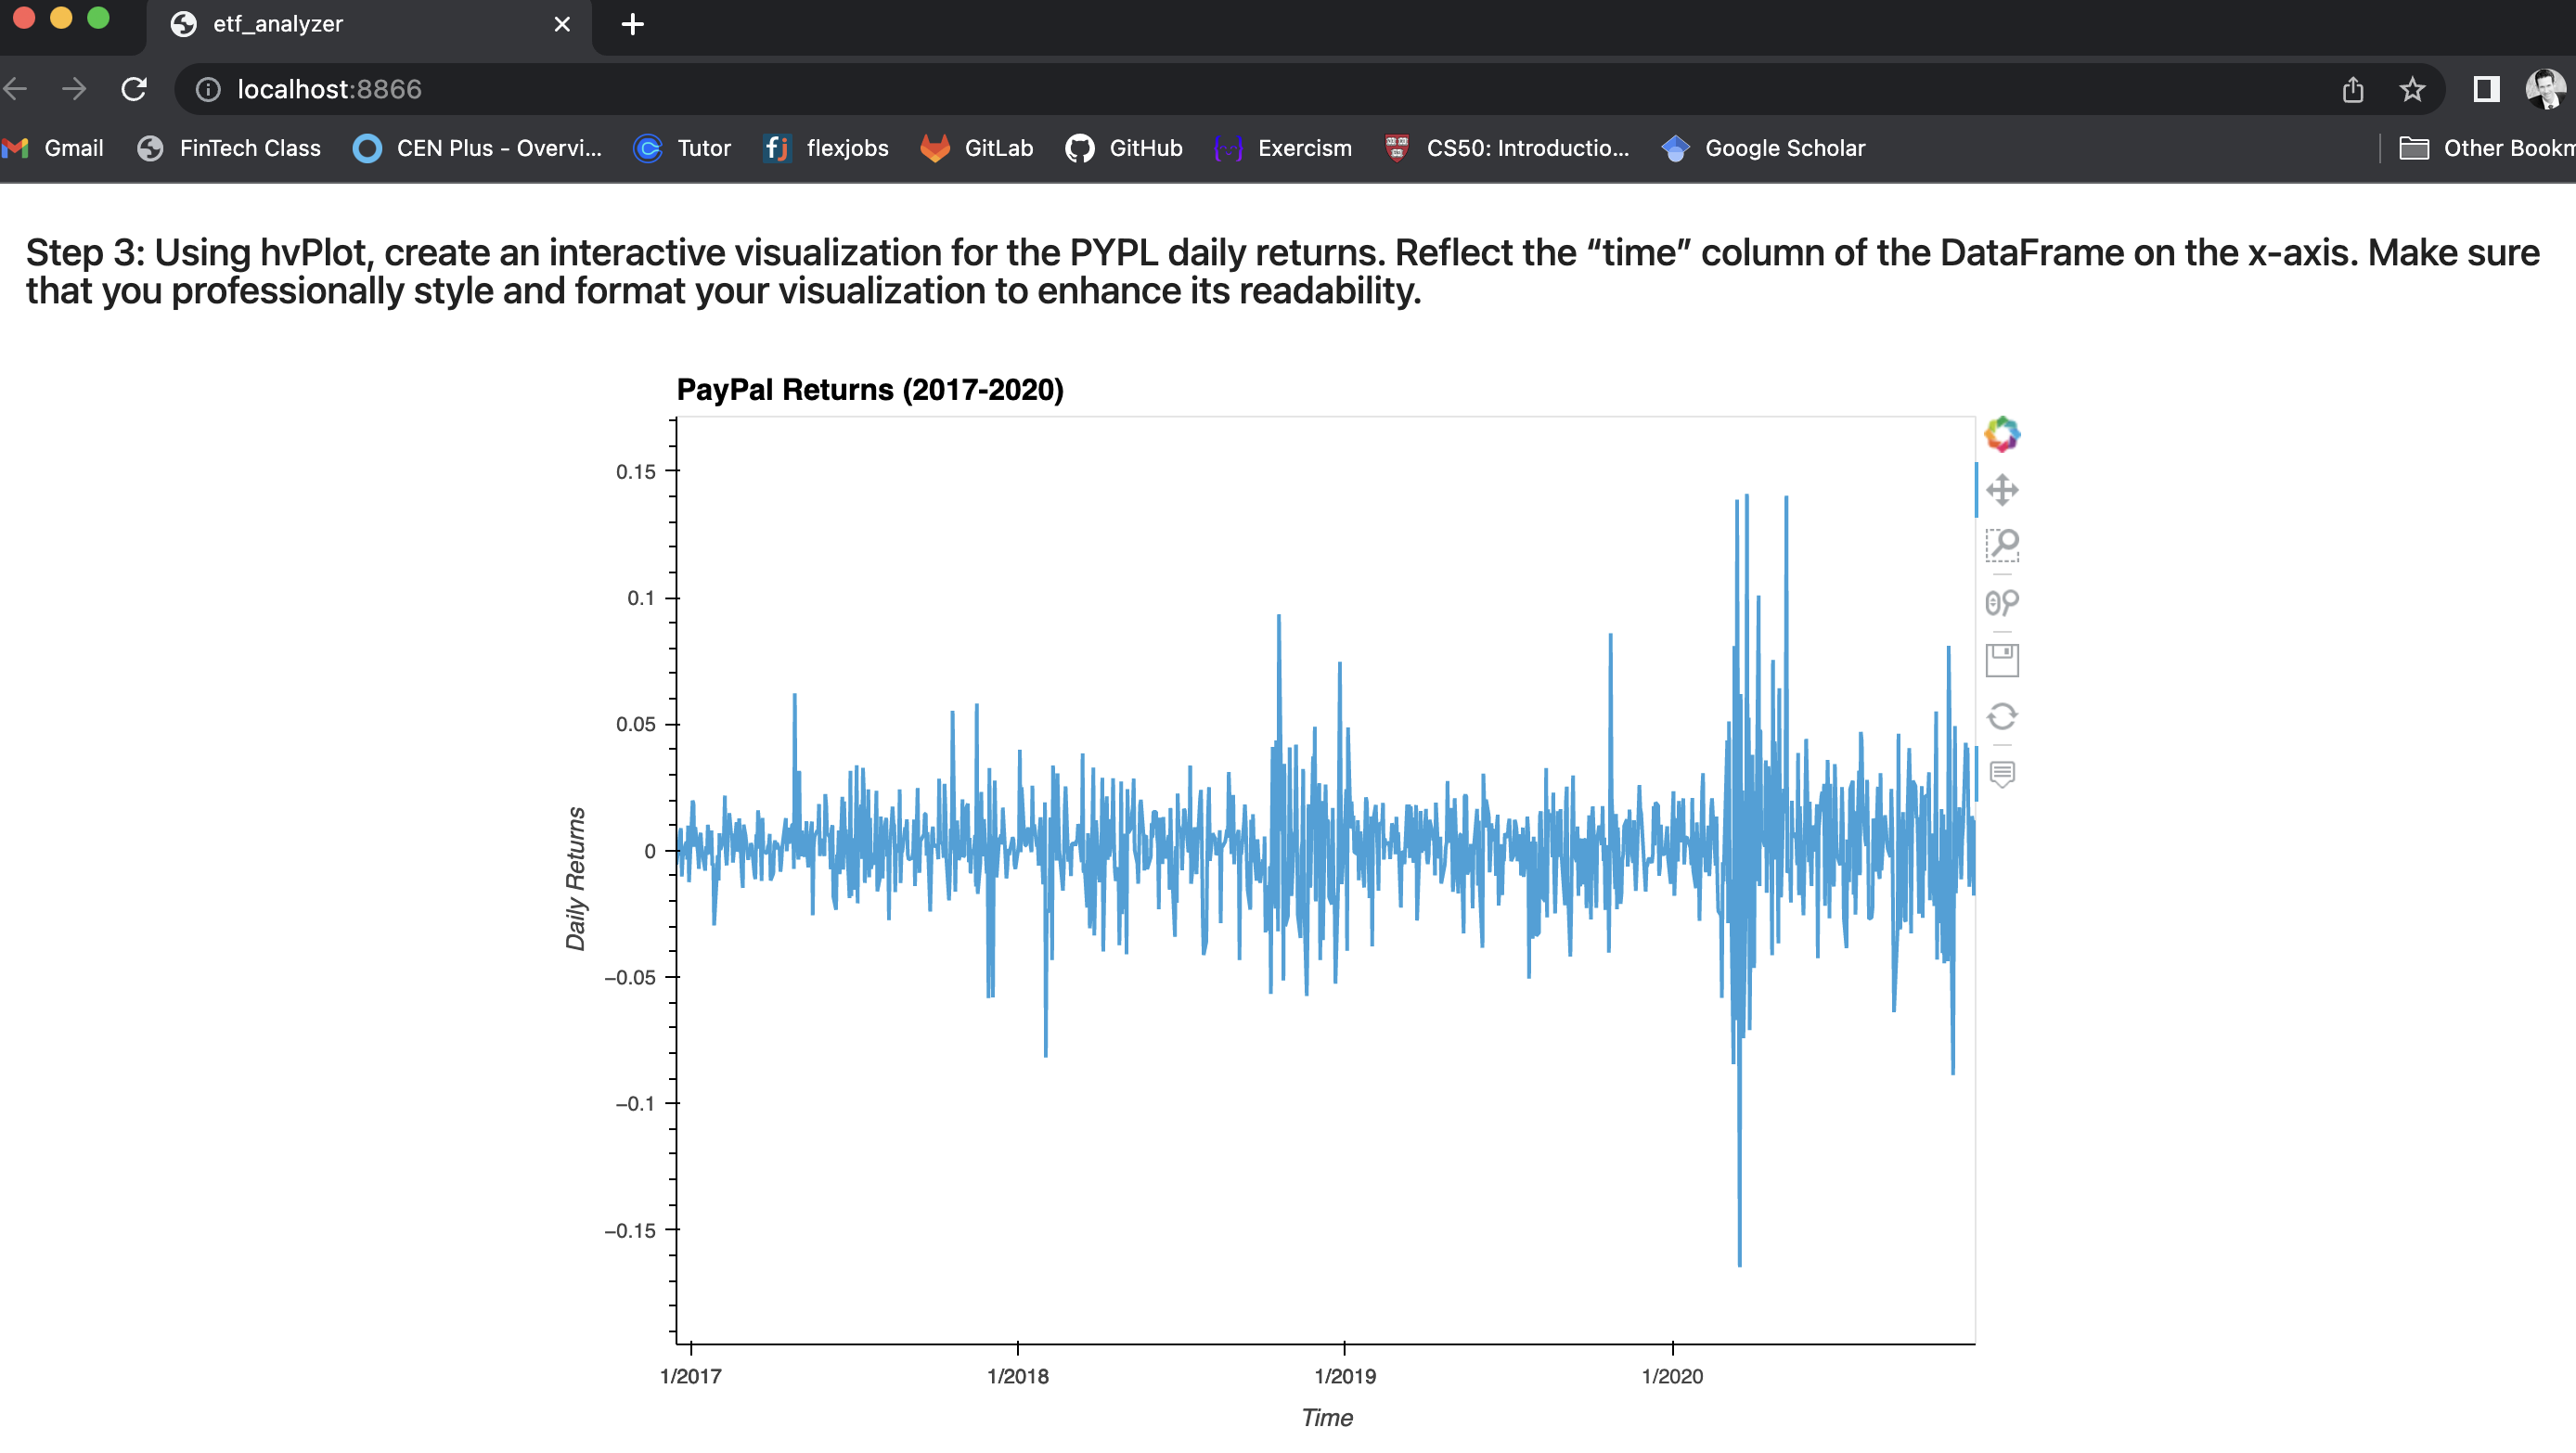 etf_analyzer
localhost:8866
Gmail FinTech Class CEN Plus - Overvi... Tutor fj flexjobs GitLab GitHub Exercism CS50: Introductio... Google Scholar Other Bookm
Step 3: Using hvPlot, create an interactive visualization for the PYPL daily returns. Reflect the “time” column of the DataFrame on the x-axis. Make sure
that you professionally style and format your visualization to enhance its readability.
PayPal Returns (2017-2020)
0.15
0.1
0.05
0
−0.05
−0.1
−0.15
Daily Returns
1/2017 1/2018 1/2019 1/2020
Time